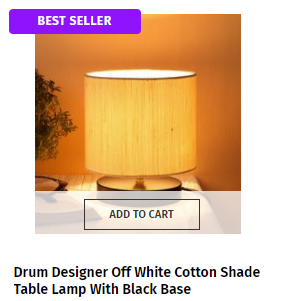 BEST SELLER
ADD TO CART
Drum Designer Off White Cotton Shade
Table Lamp With Black Base